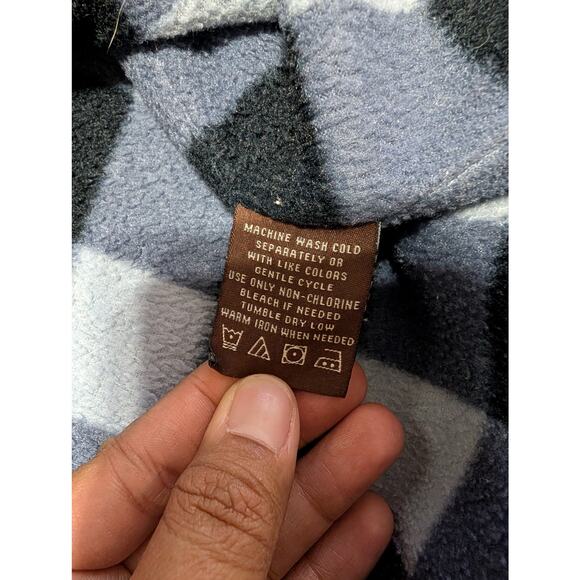 MACHINE WASH COLD
SEPARATELY OR
WITH LIKE COLORS
GENTLE CYCLE
USE ONLY NON-CHLORINE
BLEACH IF NEEDED
TUMBLE DRY LOW
WARM IRON WHEN NEEDED